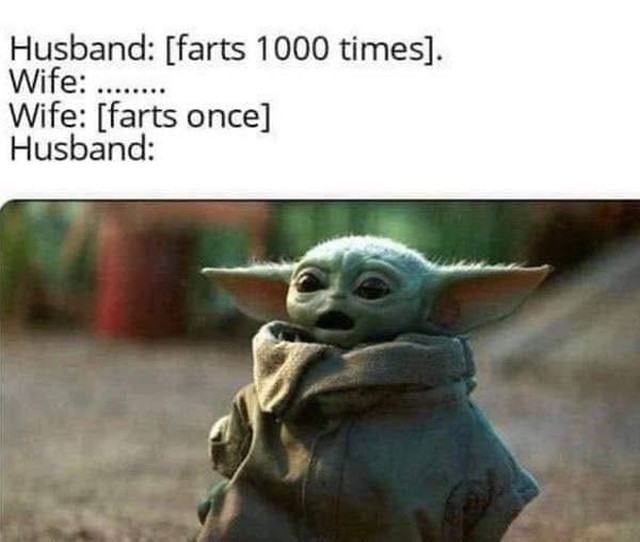 Husband: [farts 1000 times].
Wife: ........
Wife: [farts once]
Husband: